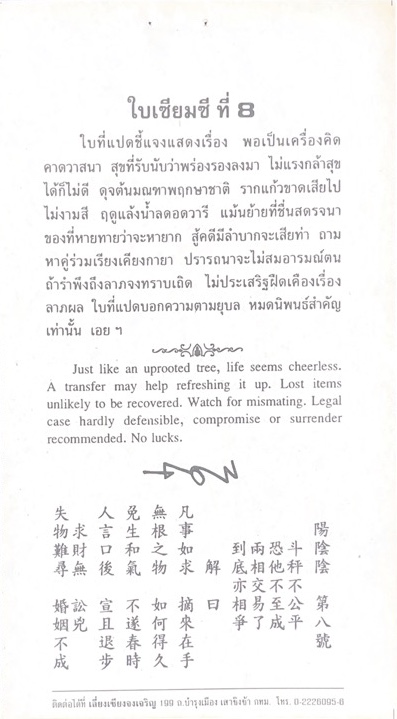 ใบเซียมซี ที่ 8
ใบที่แปดชี้แจงแสดงเรื่อง พอเป็นเครื่องคิด
คาดวาสนา สุขที่รับนับว่าพร่องรองลงมา ไม่แรงกล้าสุข
ได้ก็ไม่ดี ดุจต้นมณฑาพฤกษาชาติ รากแก้วขาดเสียไป
ไม่งามสี ฤดูแล้งน้ำลดอดวารี แม้นย้ายที่ชื่นสดรจนา
ของที่หายทายว่าจะหายาก สู้คดีมีลำบากจะเสียท่า ถาม
หาคู่ร่วมเรียงเคียงกายา ปรารถนาจะไม่สมอารมณ์ตน
ถ้ารำพึงถึงลาภจงทราบเถิด ไม่ประเสริฐฝืดเคืองเรื่อง
ลาภผล ใบที่แปดบอกความตามยุบล หมดนิพนธ์สำคัญ
เท่านั้น เอย ฯ
Just like an uprooted tree, life seems cheerless.
A transfer may help refreshing it up. Lost items
unlikely to be recovered. Watch for mismating. Legal
case hardly defensible, compromise or surrender
recommended. No lucks.
陽陰陰 第八號
斗秤不公平
恐他不至成
兩相交易了
到底亦相爭
解曰
凡事如求 摘來在手
無根之物 如何得久
免生和氣 不遂春時
人言口後 宣且退步
求財無 訟兇
失物難尋 婚姻不成
ติดต่อได้ที่ เลี่ยงเซียงจงเจริญ 199 ถ.บำรุงเมือง เสาชิงช้า กทม. โทร. 0-2226095-6